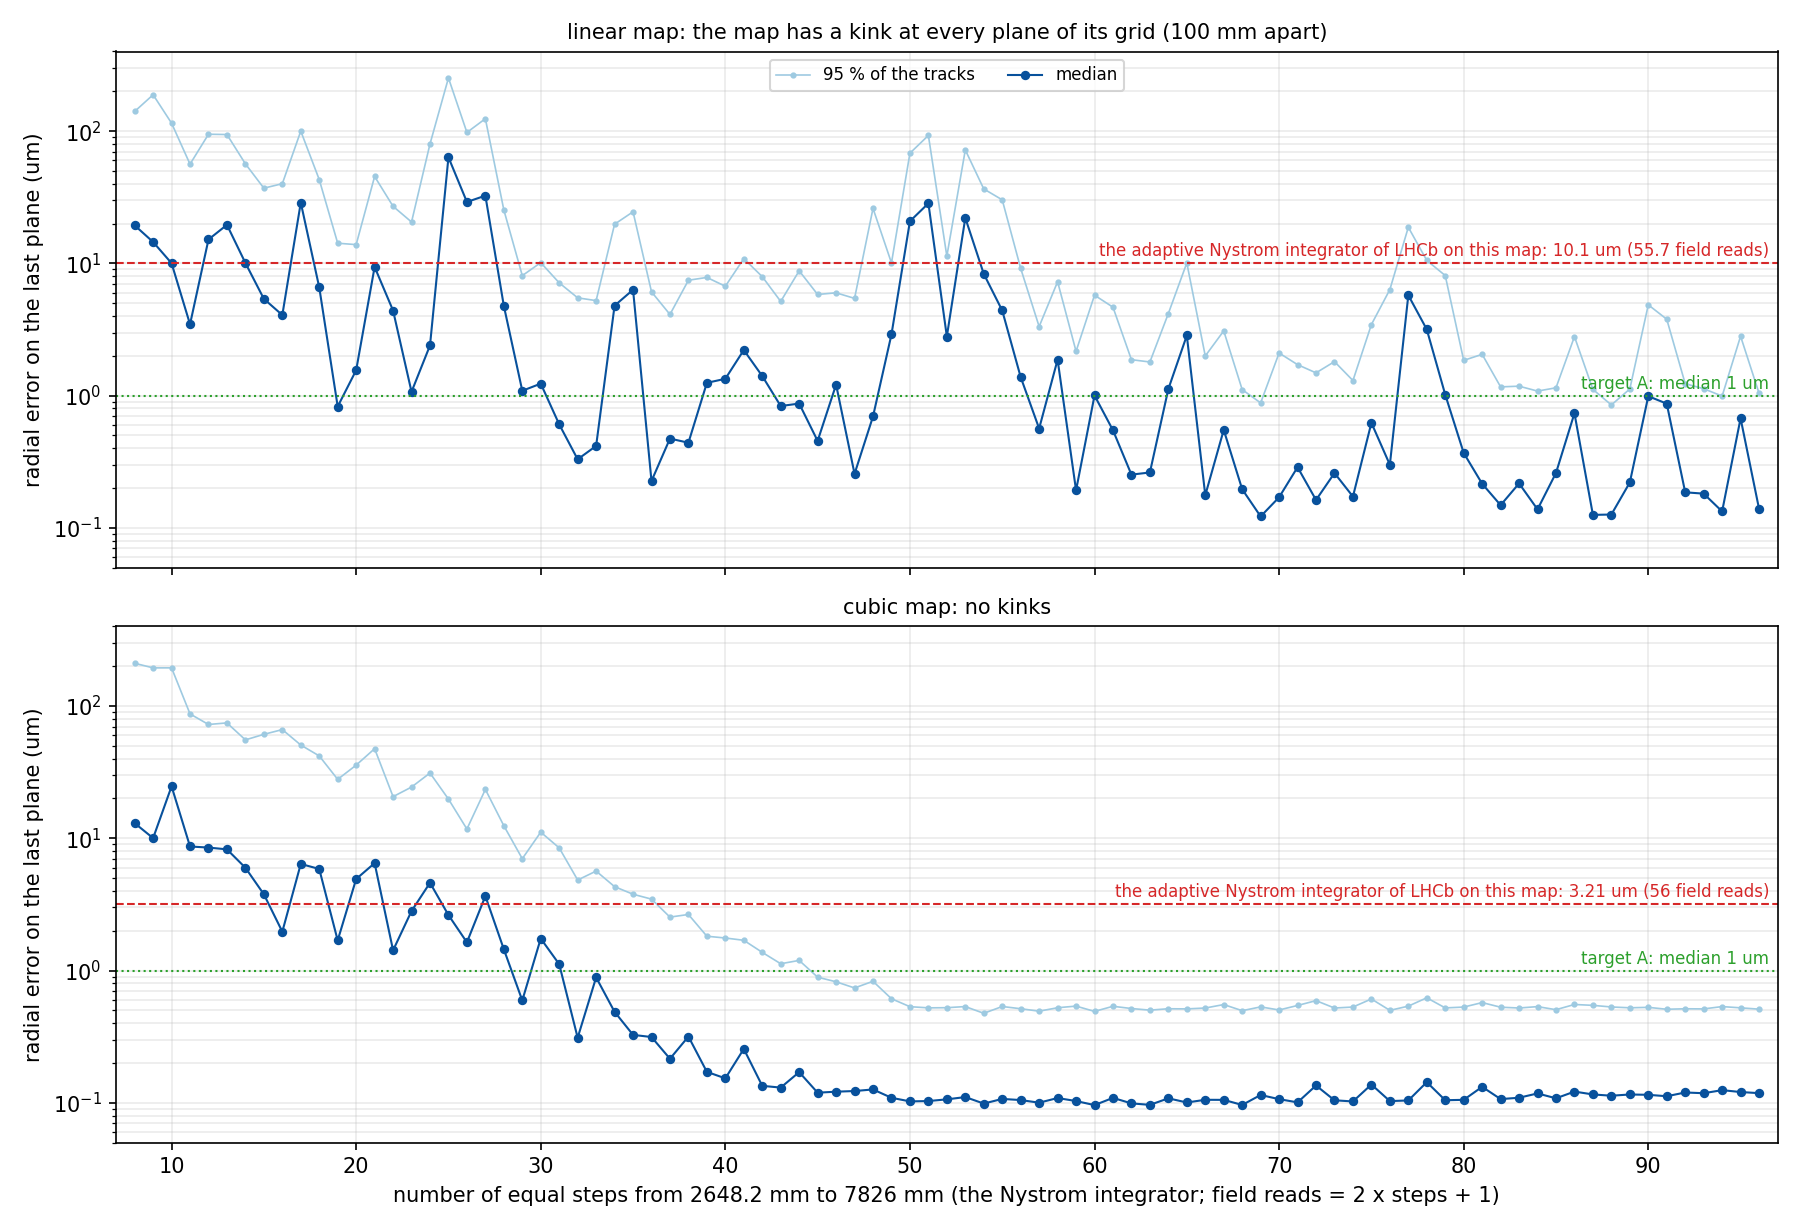 linear map: the map has a kink at every plane of its grid (100 mm apart)
95 % of the tracks
median
radial error on the last plane (um)
10²
10¹
10⁰
10⁻¹
the adaptive Nystrom integrator of LHCb on this map: 10.1 um (55.7 field reads)
target A: median 1 um
cubic map: no kinks
radial error on the last plane (um)
10²
10¹
10⁰
10⁻¹
the adaptive Nystrom integrator of LHCb on this map: 3.21 um (56 field reads)
target A: median 1 um
10 20 30 40 50 60 70 80 90
number of equal steps from 2648.2 mm to 7826 mm (the Nystrom integrator; field reads = 2 x steps + 1)